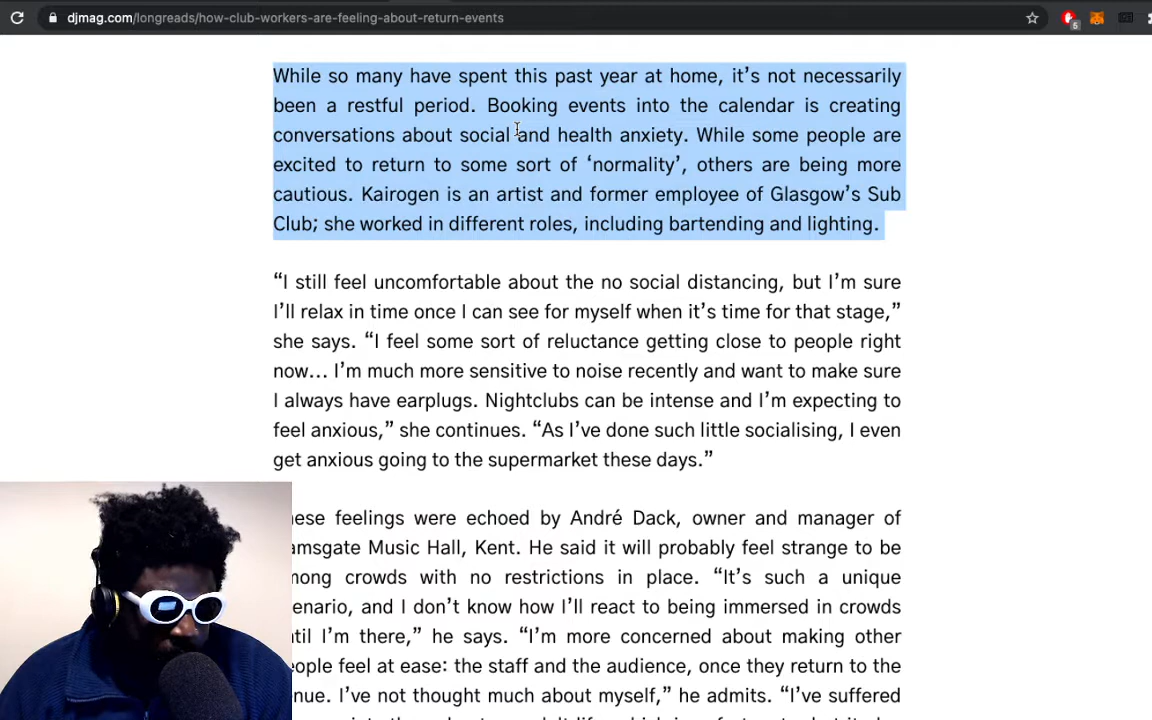 djmag.com/longreads/how-club-workers-are-feeling-about-return-events
5
While so many have spent this past year at home, it’s not necessarily
been a restful period. Booking events into the calendar is creating
conversations about social and health anxiety. While some people are
excited to return to some sort of ‘normality’, others are being more
cautious. Kairogen is an artist and former employee of Glasgow’s Sub
Club; she worked in different roles, including bartending and lighting.
“I still feel uncomfortable about the no social distancing, but I’m sure
I’ll relax in time once I can see for myself when it’s time for that stage,”
she says. “I feel some sort of reluctance getting close to people right
now... I’m much more sensitive to noise recently and want to make sure
I always have earplugs. Nightclubs can be intense and I’m expecting to
feel anxious,” she continues. “As I’ve done such little socialising, I even
get anxious going to the supermarket these days.”
ese feelings were echoed by André Dack, owner and manager of
amsgate Music Hall, Kent. He said it will probably feel strange to be
mong crowds with no restrictions in place. “It’s such a unique
enario, and I don’t know how I’ll react to being immersed in crowds
til I’m there,” he says. “I’m more concerned about making other
eople feel at ease: the staff and the audience, once they return to the
nue. I’ve not thought much about myself,” he admits. “I’ve suffered